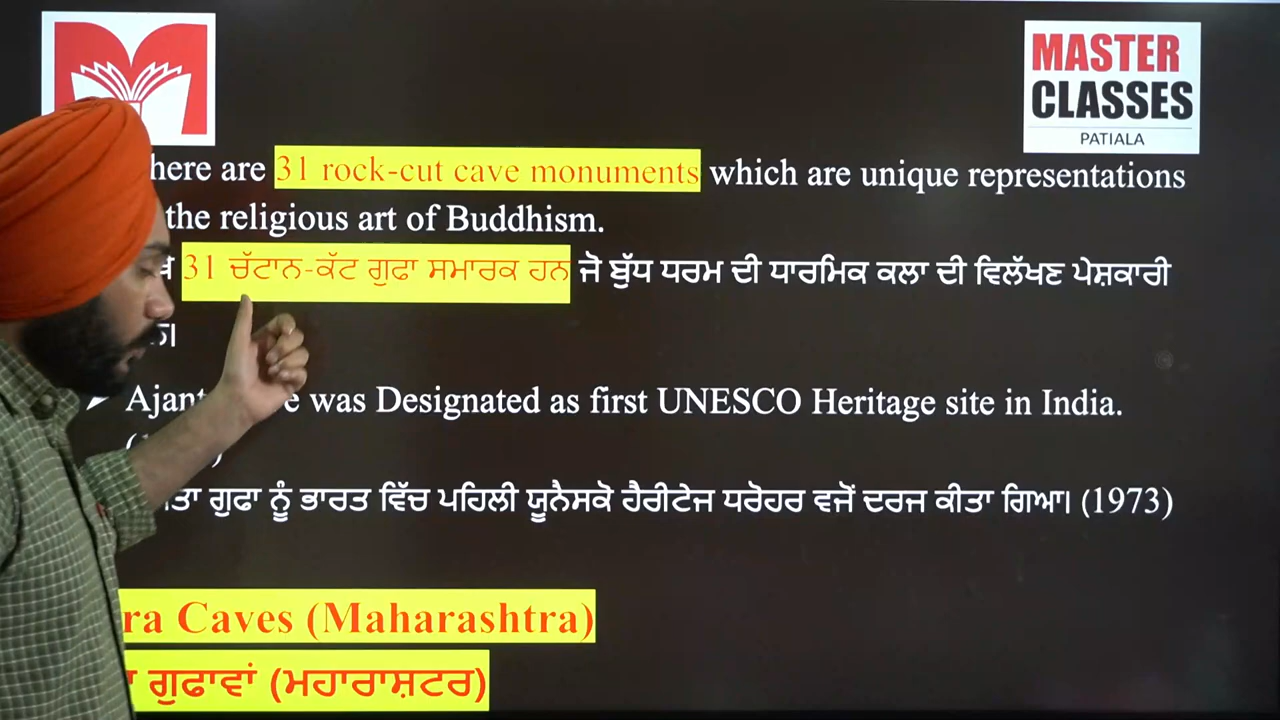 MASTER
CLASSES
PATIALA
here are 31 rock-cut cave monuments which are unique representations
the religious art of Buddhism.
31 ਚੱਟਾਨ-ਕੱਟ ਗੁਫਾ ਸਮਾਰਕ ਹਨ ਜੋ ਬੁੱਧ ਧਰਮ ਦੀ ਧਾਰਮਿਕ ਕਲਾ ਦੀ ਵਿਲੱਖਣ ਪੇਸ਼ਕਾਰੀ
Ajant e was Designated as first UNESCO Heritage site in India.
ਤਾ ਗੁਫਾ ਨੂੰ ਭਾਰਤ ਵਿੱਚ ਪਹਿਲੀ ਯੂਨੈਸਕੋ ਹੈਰੀਟੇਜ ਧਰੋਹਰ ਵਜੋਂ ਦਰਜ ਕੀਤਾ ਗਿਆ। (1973)
ra Caves (Maharashtra)
ਗੁਫਾਵਾਂ (ਮਹਾਰਾਸ਼ਟਰ)